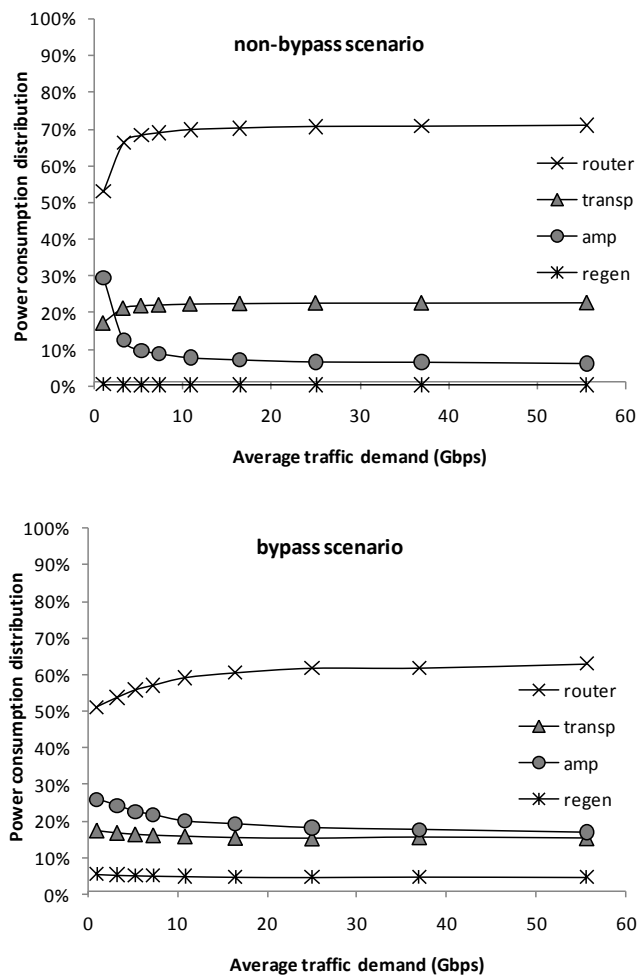 non-bypass scenario
Power consumption distribution
100%
90%
80%
70%
60%
50%
40%
30%
20%
10%
0%
router
transp
amp
regen
0 10 20 30 40 50 60
Average traffic demand (Gbps)
bypass scenario
Power consumption distribution
100%
90%
80%
70%
60%
50%
40%
30%
20%
10%
0%
router
transp
amp
regen
0 10 20 30 40 50 60
Average traffic demand (Gbps)